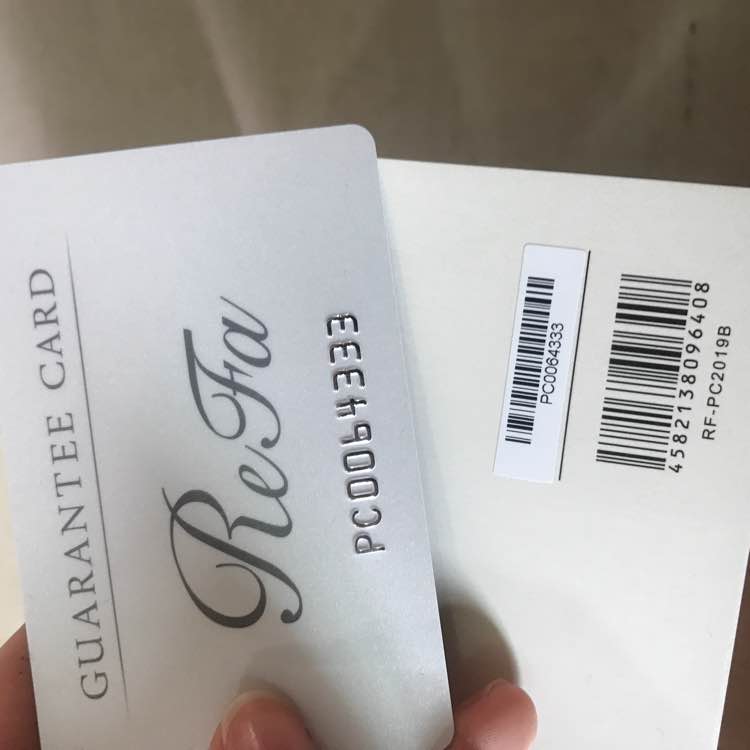 GUARANTEE CARD
ReFa
PC0064333
PC0064333
4582138096408
RF-PC2019B